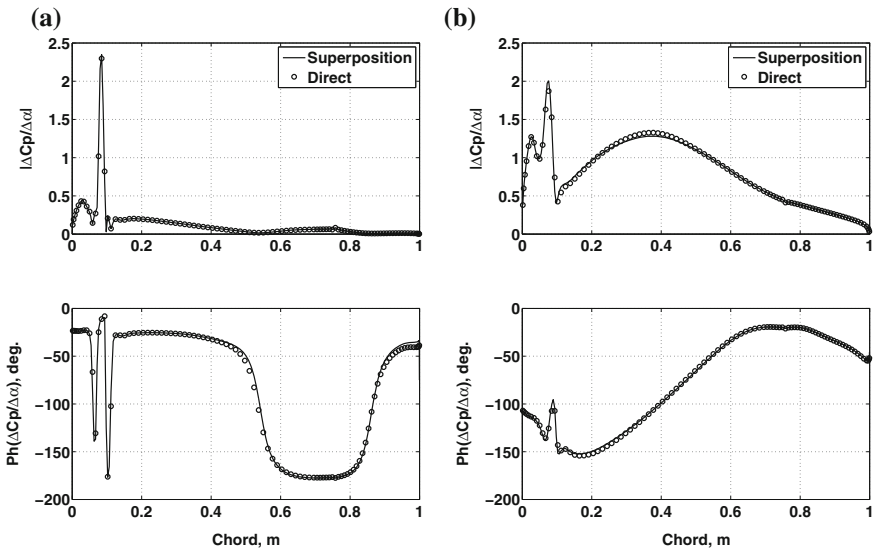 (a)
2.5
2
1.5
1
0.5
0
|ΔCp/Δα|
Superposition
Direct
0 0.2 0.4 0.6 0.8 1
0
−50
−100
−150
−200
Ph(ΔCp/Δα), deg.
0 0.2 0.4 0.6 0.8 1
Chord, m
(b)
2.5
2
1.5
1
0.5
0
|ΔCp/Δα|
Superposition
Direct
0 0.2 0.4 0.6 0.8 1
0
−50
−100
−150
−200
Ph(ΔCp/Δα), deg.
0 0.2 0.4 0.6 0.8 1
Chord, m